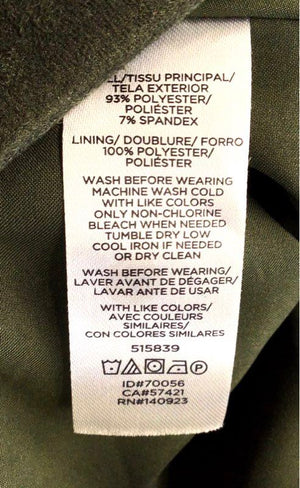 TISSU PRINCIPAL/
TELA EXTERIOR
93% POLYESTER/
POLIÉSTER
7% SPANDEX
LINING/ DOUBLURE/ FORRO
100% POLYESTER/
POLIÉSTER
WASH BEFORE WEARING
MACHINE WASH COLD
WITH LIKE COLORS
ONLY NON-CHLORINE
BLEACH WHEN NEEDED
TUMBLE DRY LOW
COOL IRON IF NEEDED
OR DRY CLEAN
WASH BEFORE WEARING/
LAVER AVANT DE DÉGAGER/
LAVAR ANTE DE USAR
WITH LIKE COLORS/
AVEC COULEURS
SIMILAIRES/
CON COLORES SIMILARES
515839
ID#70056
CA#57421
RN#140923